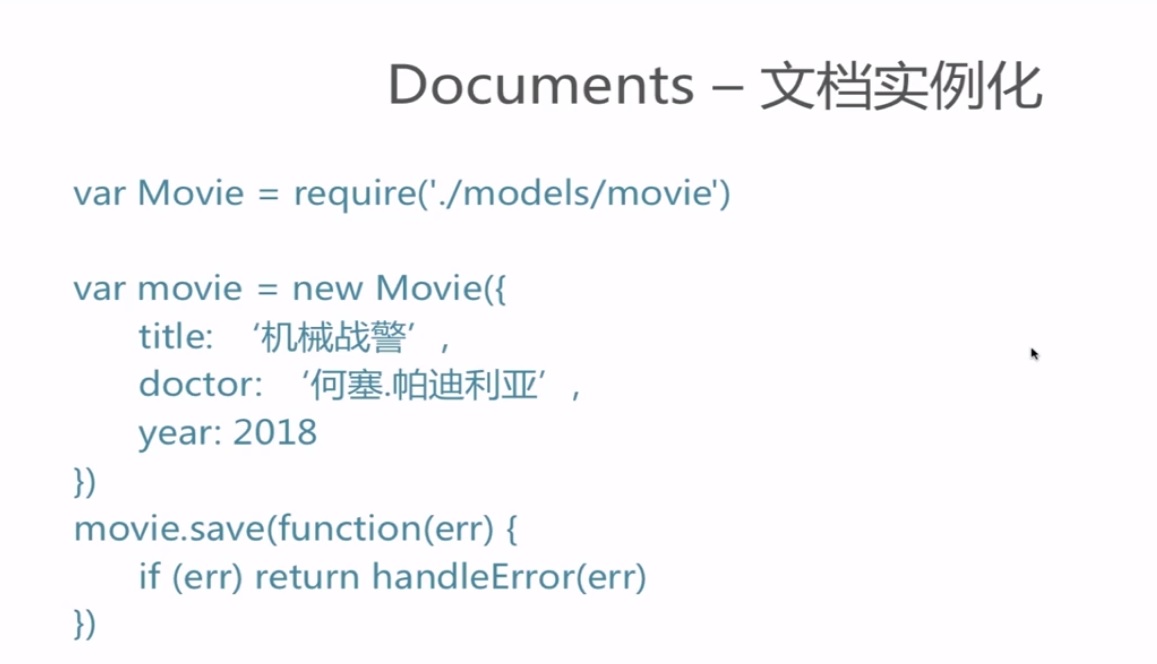 Documents – 文档实例化
var Movie = require('./models/movie')
var movie = new Movie({
title: ‘机械战警’,
doctor: ‘何塞.帕迪利亚’,
year: 2018
})
movie.save(function(err) {
if (err) return handleError(err)
})